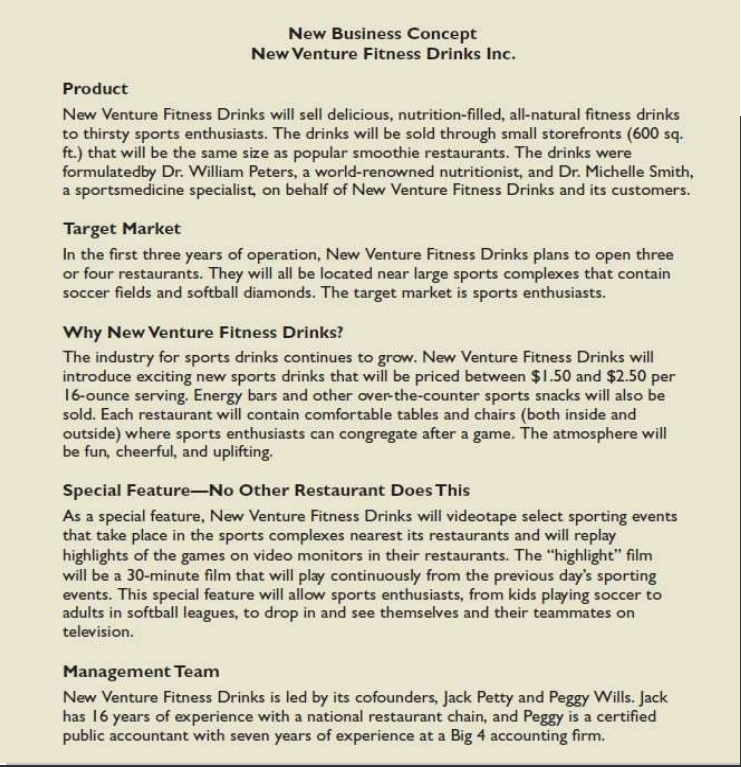 New Business Concept
New Venture Fitness Drinks Inc.
Product
New Venture Fitness Drinks will sell delicious, nutrition-filled, all-natural fitness drinks
to thirsty sports enthusiasts. The drinks will be sold through small storefronts (600 sq.
ft.) that will be the same size as popular smoothie restaurants. The drinks were
formulatedby Dr. William Peters, a world-renowned nutritionist, and Dr. Michelle Smith,
a sportsmedicine specialist, on behalf of New Venture Fitness Drinks and its customers.
Target Market
In the first three years of operation, New Venture Fitness Drinks plans to open three
or four restaurants. They will all be located near large sports complexes that contain
soccer fields and softball diamonds. The target market is sports enthusiasts.
Why New Venture Fitness Drinks?
The industry for sports drinks continues to grow. New Venture Fitness Drinks will
introduce exciting new sports drinks that will be priced between $1.50 and $2.50 per
16-ounce serving. Energy bars and other over-the-counter sports snacks will also be
sold. Each restaurant will contain comfortable tables and chairs (both inside and
outside) where sports enthusiasts can congregate after a game. The atmosphere will
be fun, cheerful, and uplifting.
Special Feature—No Other Restaurant Does This
As a special feature, New Venture Fitness Drinks will videotape select sporting events
that take place in the sports complexes nearest its restaurants and will replay
highlights of the games on video monitors in their restaurants. The “highlight” film
will be a 30-minute film that will play continuously from the previous day’s sporting
events. This special feature will allow sports enthusiasts, from kids playing soccer to
adults in softball leagues, to drop in and see themselves and their teammates on
television.
Management Team
New Venture Fitness Drinks is led by its cofounders, Jack Petty and Peggy Wills. Jack
has 16 years of experience with a national restaurant chain, and Peggy is a certified
public accountant with seven years of experience at a Big 4 accounting firm.